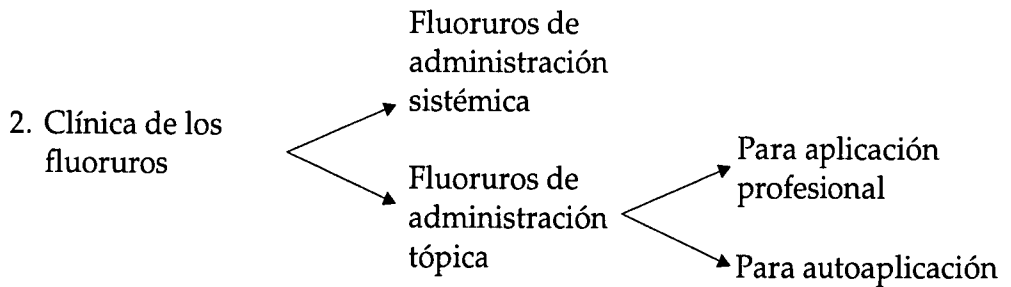 2. Clínica de los
fluoruros
Fluoruros de
administración
sistémica
Fluoruros de
administración
tópica
Para aplicación
profesional
Para autoaplicación